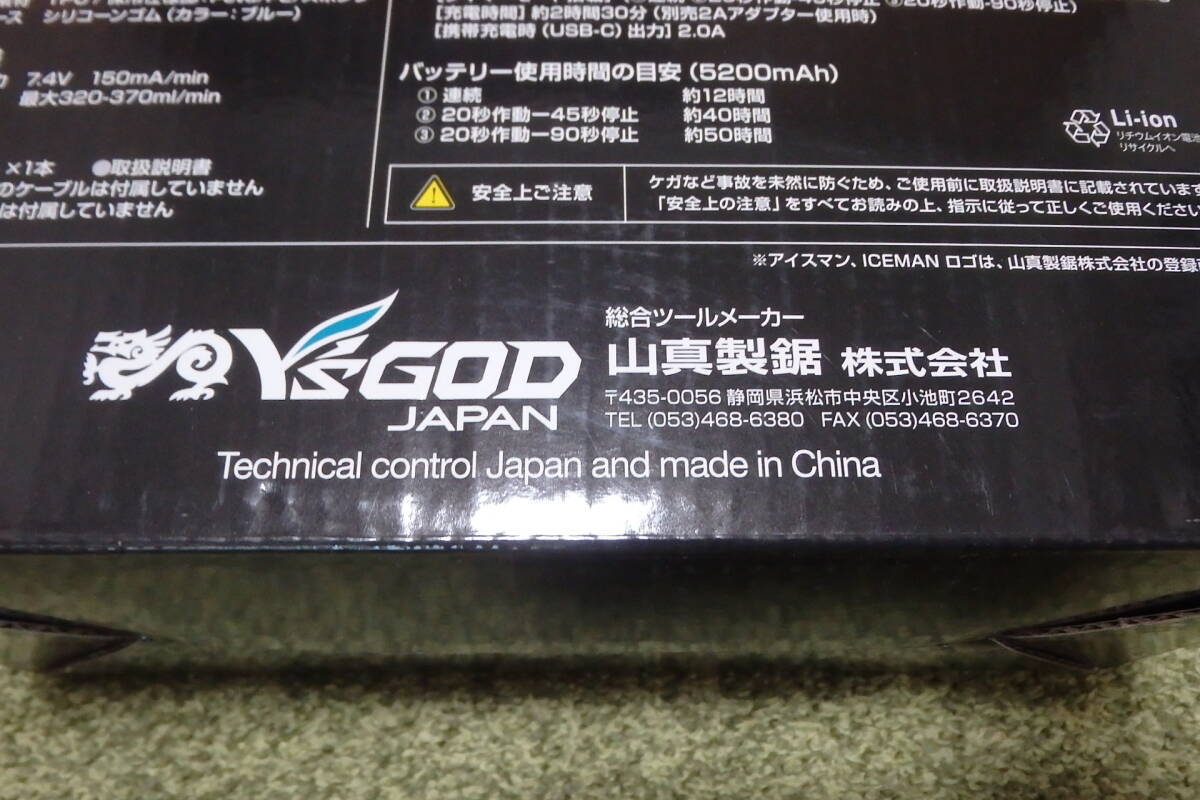 シリコーンゴム（カラー：ブルー）
7.4V 150mA/min
最大320-370ml/min
×1本 ●取扱説明書
のケーブルは付属していません
は付属していません
[充電時間] 約2時間30分 (別売2Aアダプター使用時)
[携帯充電時 (USB-C) 出力] 2.0A
バッテリー使用時間の目安（5200mAh）
① 連続 約12時間
② 20秒作動ー45秒停止 約40時間
③ 20秒作動ー90秒停止 約50時間
Li-ion
リチウムイオン電池
リサイクルへ
安全上ご注意
ケガなど事故を未然に防ぐため、ご使用前に取扱説明書に記載されています
「安全上の注意」をすべてお読みの上、指示に従って正しくご使用ください
※アイスマン、ICEMAN ロゴは、山真製鋸株式会社の登録商
Y'SGOD
JAPAN
総合ツールメーカー
山真製鋸 株式会社
〒435-0056 静岡県浜松市中央区小池町2642
TEL (053)468-6380 FAX (053)468-6370
Technical control Japan and made in China